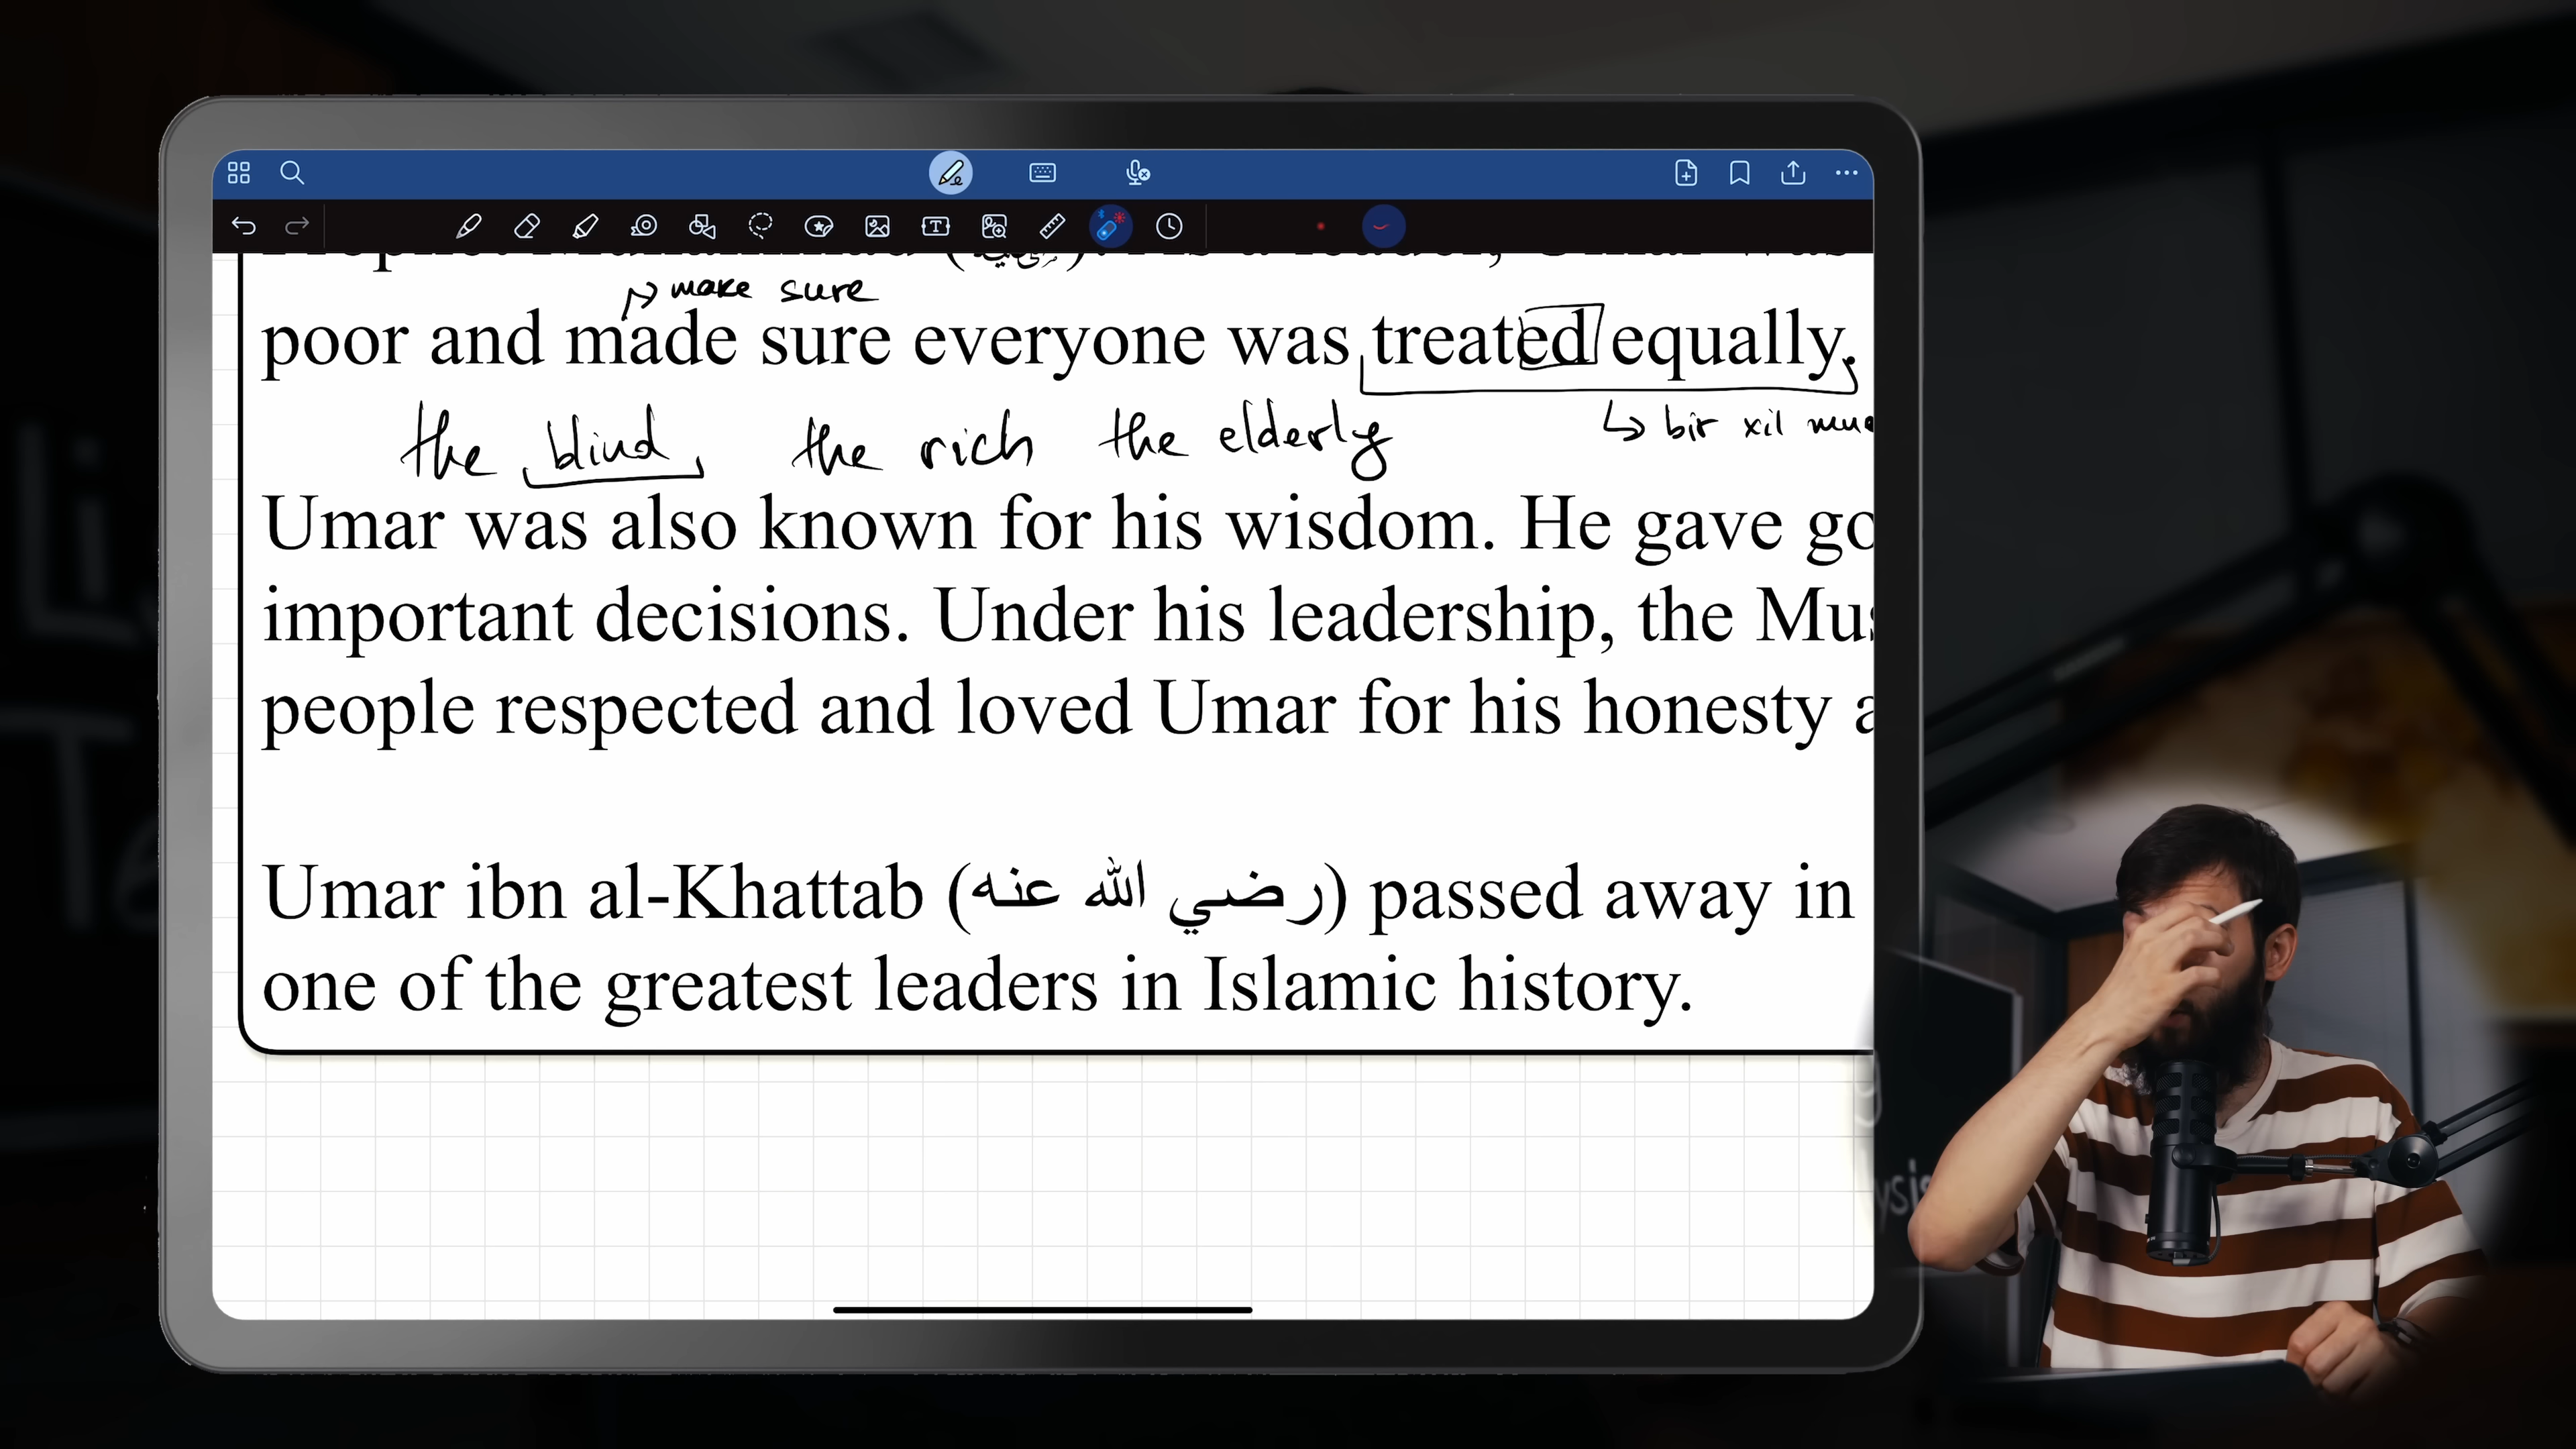 make sure
poor and made sure everyone was treated equally.
the blind the rich the elderly
bir xil
Umar was also known for his wisdom. He gave
important decisions. Under his leadership, the
people respected and loved Umar for his honesty
Umar ibn al-Khattab (رضي الله عنه) passed away in
one of the greatest leaders in Islamic history.